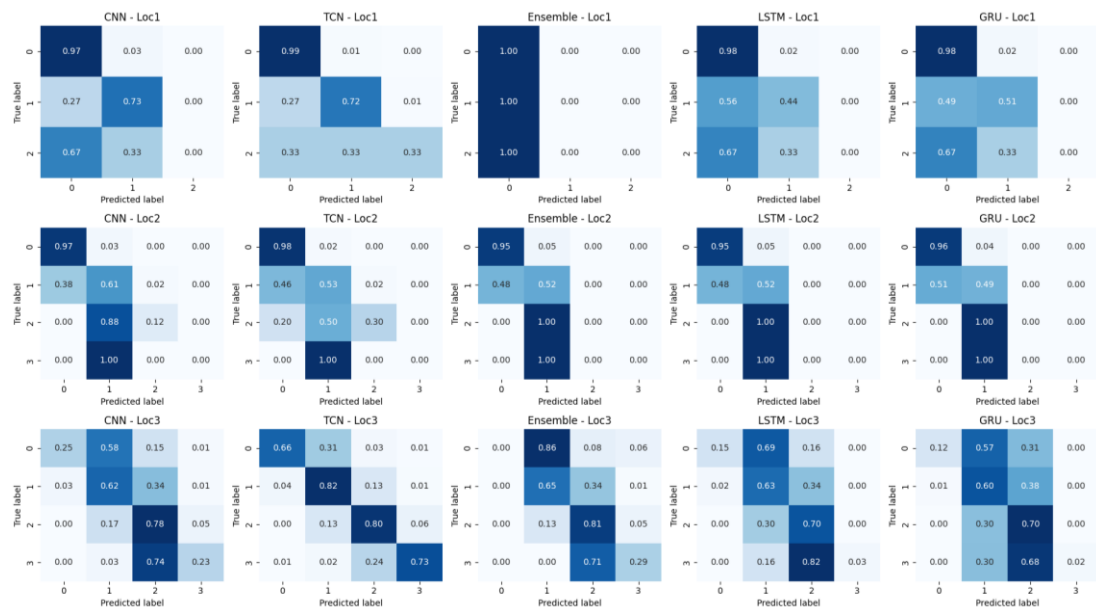 CNN - Loc1 TCN - Loc1 Ensemble - Loc1 LSTM - Loc1 GRU - Loc1
0 0.97 0.03 0.00 0 0.99 0.01 0.00 0 1.00 0.00 0.00 0 0.98 0.02 0.00 0 0.98 0.02 0.00
True label True label True label True label True label
1 0.27 0.73 0.00 1 0.27 0.72 0.01 1 1.00 0.00 0.00 1 0.56 0.44 0.00 1 0.49 0.51 0.00
2 0.67 0.33 0.00 2 0.33 0.33 0.33 2 1.00 0.00 0.00 2 0.67 0.33 0.00 2 0.67 0.33 0.00
0 1 2 0 1 2 0 1 2 0 1 2 0 1 2
Predicted label Predicted label Predicted label Predicted label Predicted label
CNN - Loc2 TCN - Loc2 Ensemble - Loc2 LSTM - Loc2 GRU - Loc2
0 0.97 0.03 0.00 0.00 0 0.98 0.02 0.00 0.00 0 0.95 0.05 0.00 0.00 0 0.95 0.05 0.00 0.00 0 0.96 0.04 0.00 0.00
1 0.38 0.61 0.02 0.00 1 0.46 0.53 0.02 0.00 1 0.48 0.52 0.00 0.00 1 0.48 0.52 0.00 0.00 1 0.51 0.49 0.00 0.00
True label True label True label True label True label
2 0.00 0.88 0.12 0.00 2 0.20 0.50 0.30 0.00 2 0.00 1.00 0.00 0.00 2 0.00 1.00 0.00 0.00 2 0.00 1.00 0.00 0.00
3 0.00 1.00 0.00 0.00 3 0.00 1.00 0.00 0.00 3 0.00 1.00 0.00 0.00 3 0.00 1.00 0.00 0.00 3 0.00 1.00 0.00 0.00
0 1 2 3 0 1 2 3 0 1 2 3 0 1 2 3 0 1 2 3
Predicted label Predicted label Predicted label Predicted label Predicted label
CNN - Loc3 TCN - Loc3 Ensemble - Loc3 LSTM - Loc3 GRU - Loc3
0 0.25 0.58 0.15 0.01 0 0.66 0.31 0.03 0.01 0 0.00 0.86 0.08 0.06 0 0.15 0.69 0.16 0.00 0 0.12 0.57 0.31 0.00
1 0.03 0.62 0.34 0.01 1 0.04 0.82 0.13 0.01 1 0.00 0.65 0.34 0.01 1 0.02 0.63 0.34 0.00 1 0.01 0.60 0.38 0.00
True label True label True label True label True label
2 0.00 0.17 0.78 0.05 2 0.00 0.13 0.80 0.06 2 0.00 0.13 0.81 0.05 2 0.00 0.30 0.70 0.00 2 0.00 0.30 0.70 0.00
3 0.00 0.03 0.74 0.23 3 0.01 0.02 0.24 0.73 3 0.00 0.00 0.71 0.29 3 0.00 0.16 0.82 0.03 3 0.00 0.30 0.68 0.02
0 1 2 3 0 1 2 3 0 1 2 3 0 1 2 3 0 1 2 3
Predicted label Predicted label Predicted label Predicted label Predicted label